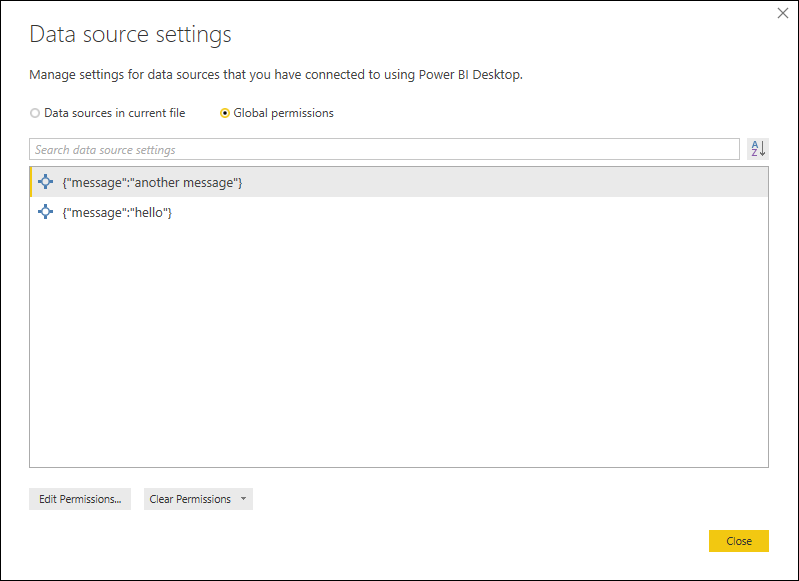 Data source settings
Manage settings for data sources that you have connected to using Power BI Desktop.
Data sources in current file Global permissions
Search data source settings
A
Z
{"message":"another message"}
{"message":"hello"}
Edit Permissions... Clear Permissions
Close